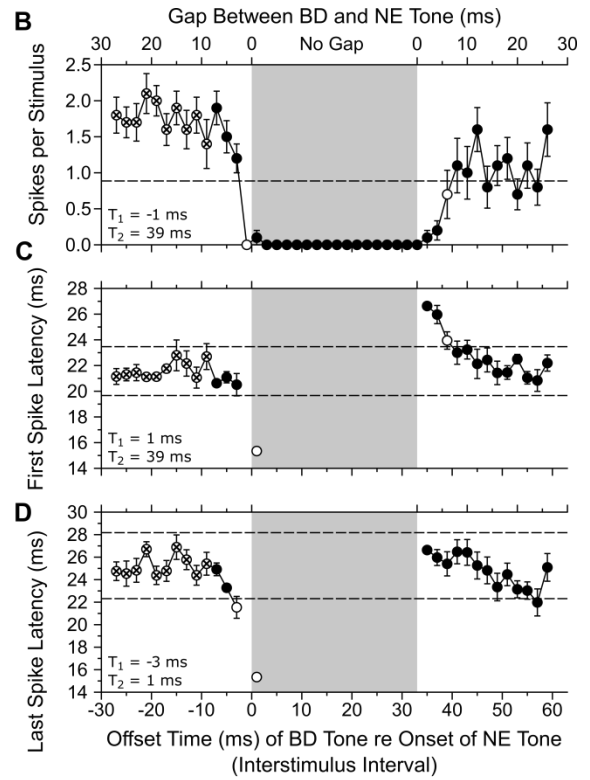 B
Gap Between BD and NE Tone (ms)
30 20 10 0 No Gap 0 10 20 30
Spikes per Stimulus
2.5
2.0
1.5
1.0
0.5
0.0
T1 = -1 ms
T2 = 39 ms
C
First Spike Latency (ms)
28
26
24
22
20
18
16
14
T1 = 1 ms
T2 = 39 ms
D
Last Spike Latency (ms)
30
28
26
24
22
20
18
16
14
T1 = -3 ms
T2 = 1 ms
-30 -20 -10 0 10 20 30 40 50 60
Offset Time (ms) of BD Tone re Onset of NE Tone
(Interstimulus Interval)